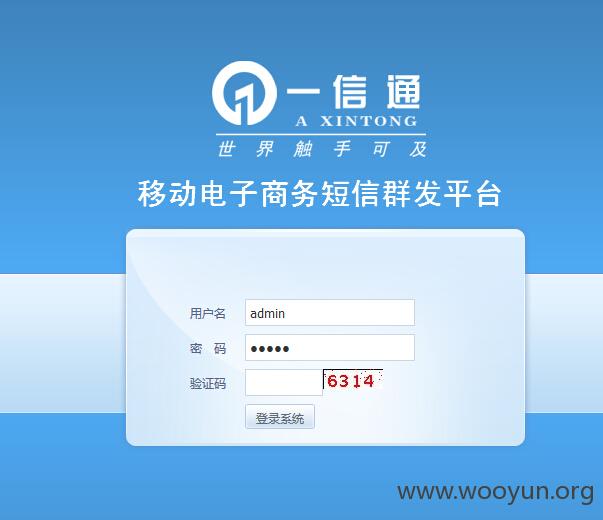 一信通
A XINTONG
世界触手可及
移动电子商务短信群发平台
用户名 admin
密 码 •••••
验证码 6314
登录系统
www.wooyun.org